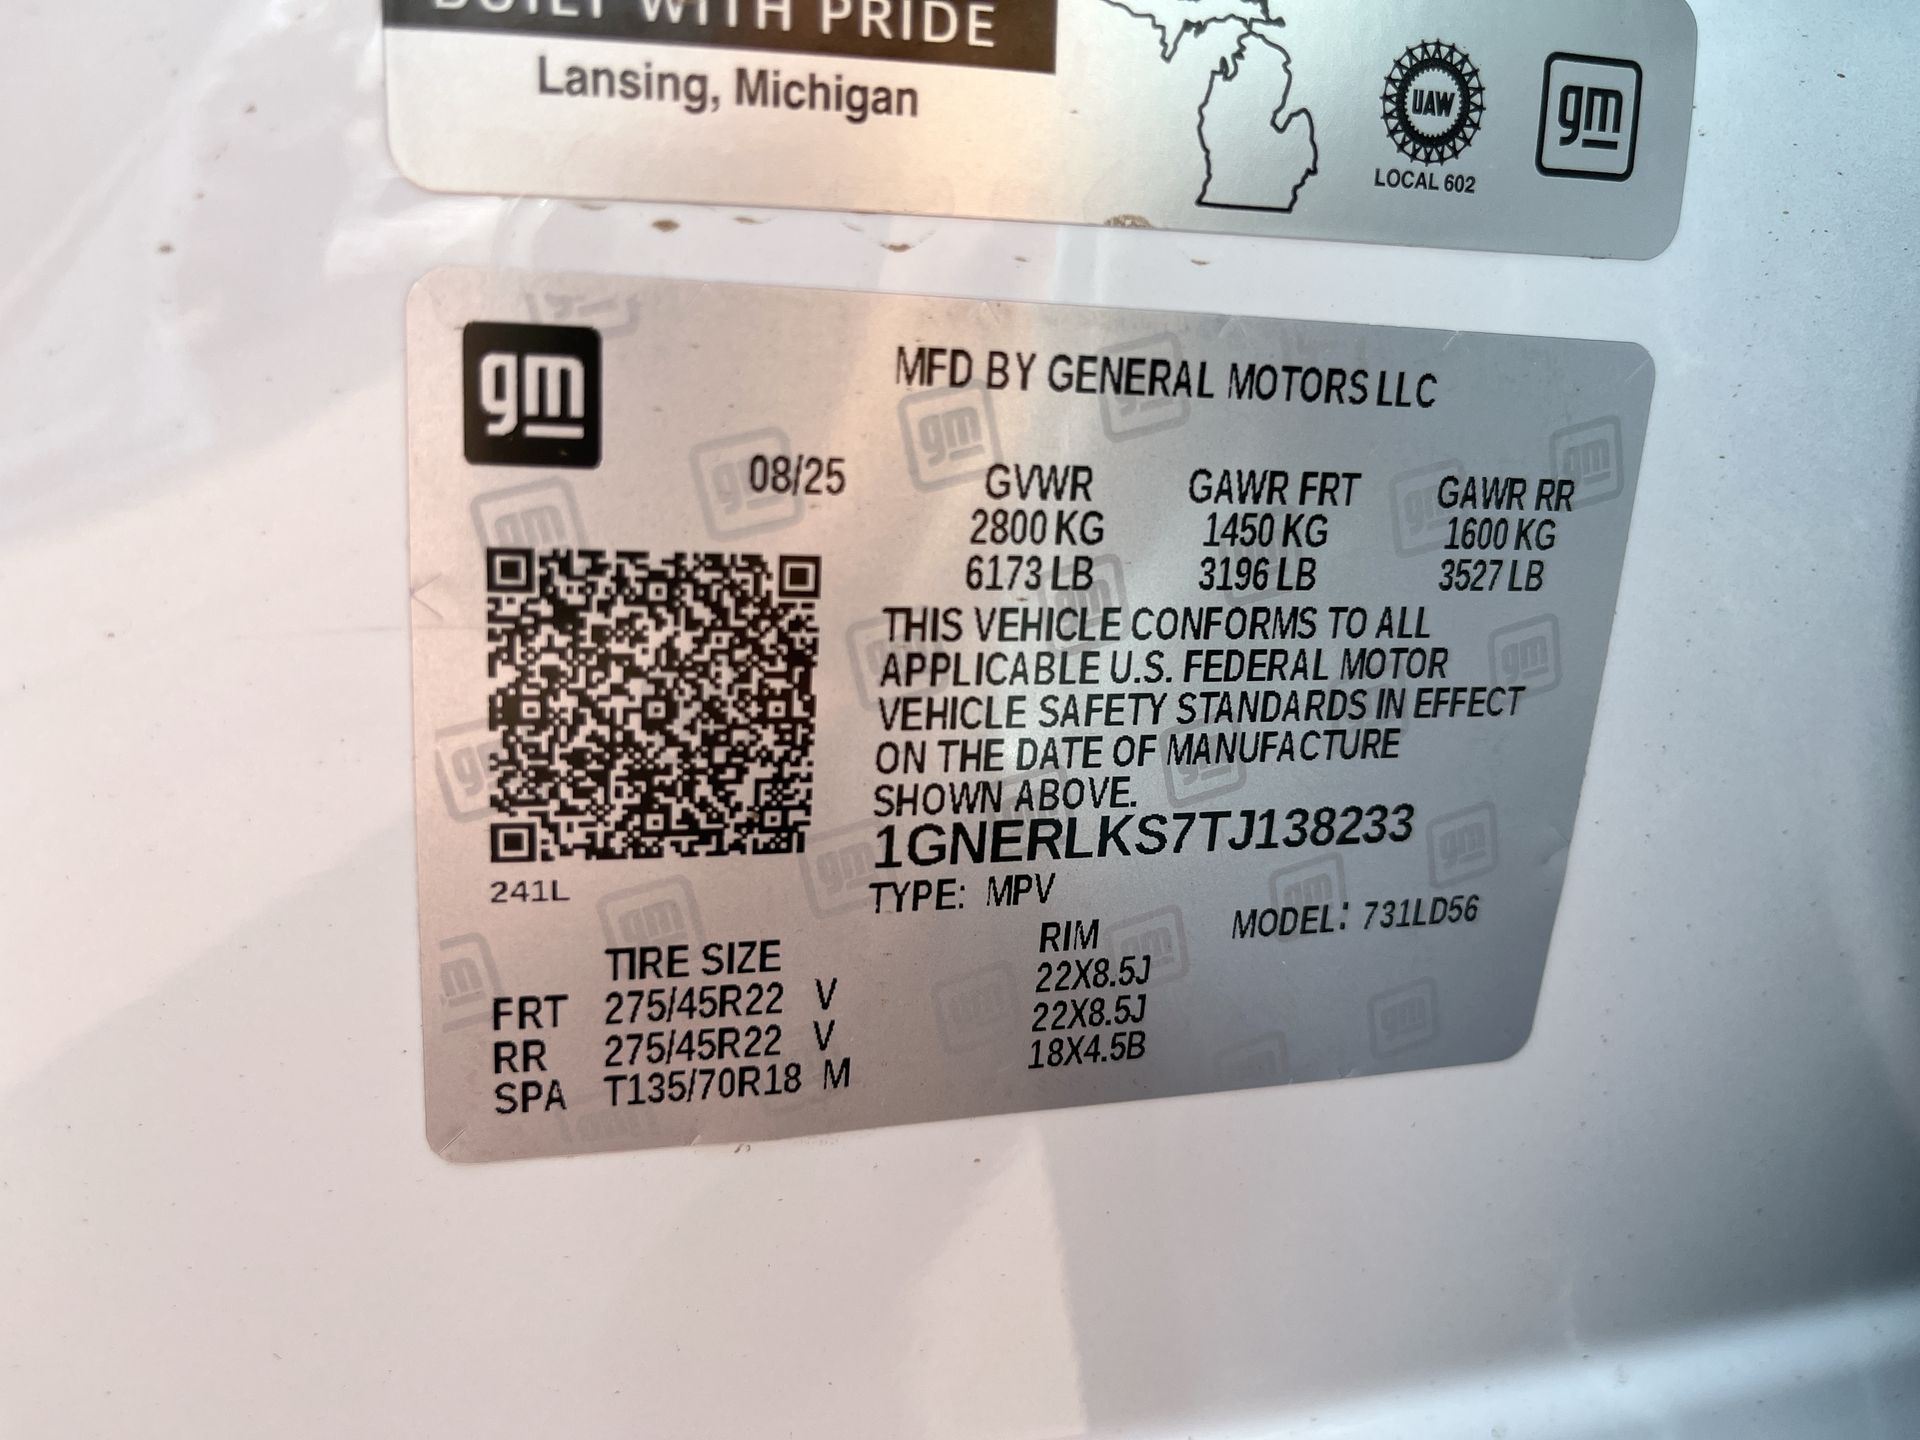 BUILT WITH PRIDE
Lansing, Michigan
UAW
LOCAL 602
gm
gm
MFD BY GENERAL MOTORS LLC
08/25
GVWR GAWR FRT GAWR RR
2800 KG 1450 KG 1600 KG
6173 LB 3196 LB 3527 LB
THIS VEHICLE CONFORMS TO ALL
APPLICABLE U.S. FEDERAL MOTOR
VEHICLE SAFETY STANDARDS IN EFFECT
ON THE DATE OF MANUFACTURE
SHOWN ABOVE.
1GNERLKS7TJ138233
241L
TYPE: MPV
MODEL: 731LD56
TIRE SIZE RIM
FRT 275/45R22 V 22X8.5J
RR 275/45R22 V 22X8.5J
SPA T135/70R18 M 18X4.5B